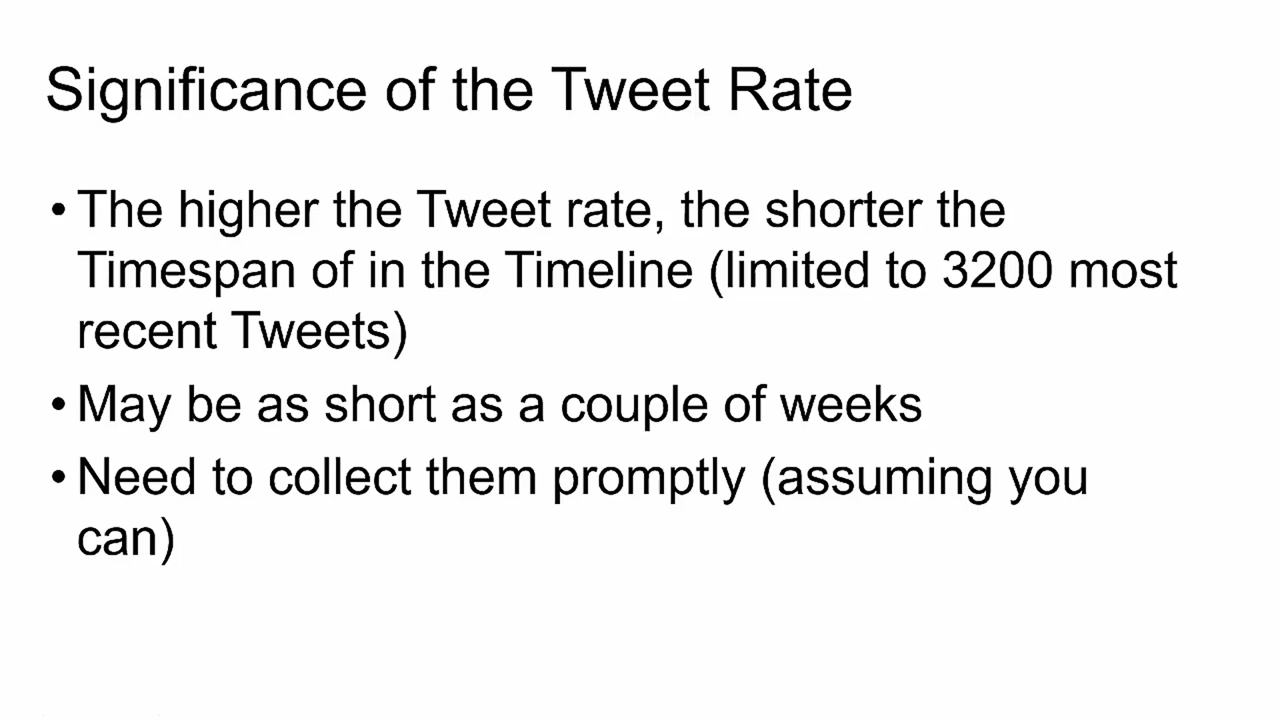 Significance of the Tweet Rate
• The higher the Tweet rate, the shorter the
Timespan of in the Timeline (limited to 3200 most
recent Tweets)
• May be as short as a couple of weeks
• Need to collect them promptly (assuming you
can)